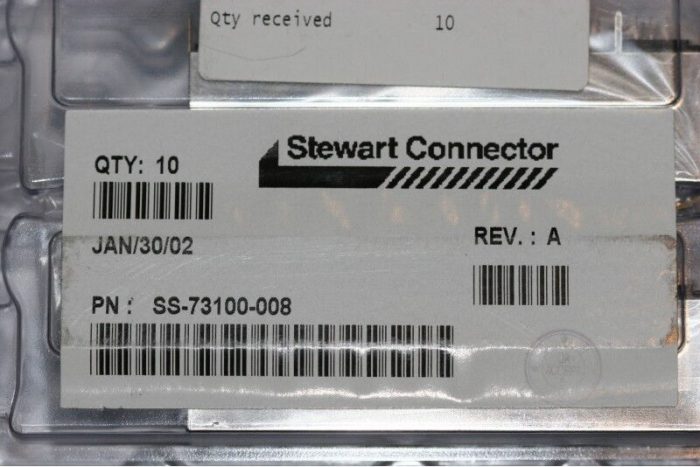 Qty received 10
Stewart Connector
QTY: 10
JAN/30/02
REV. : A
PN : SS-73100-008